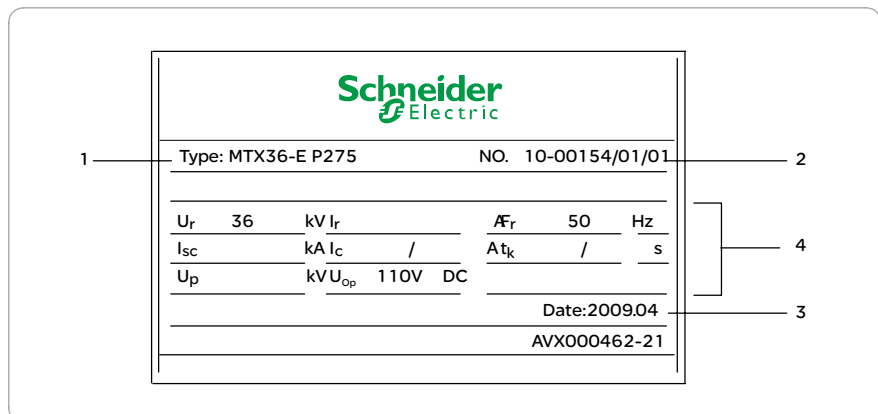 Schneider
Electric
1 Type: MTX36-E P275 NO. 10-00154/01/01 2
Ur 36 kV Ir A Fr 50 Hz
Isc kA Ic / A tk / s 4
Up kV UOp 110V DC
Date:2009.04 3
AVX000462-21